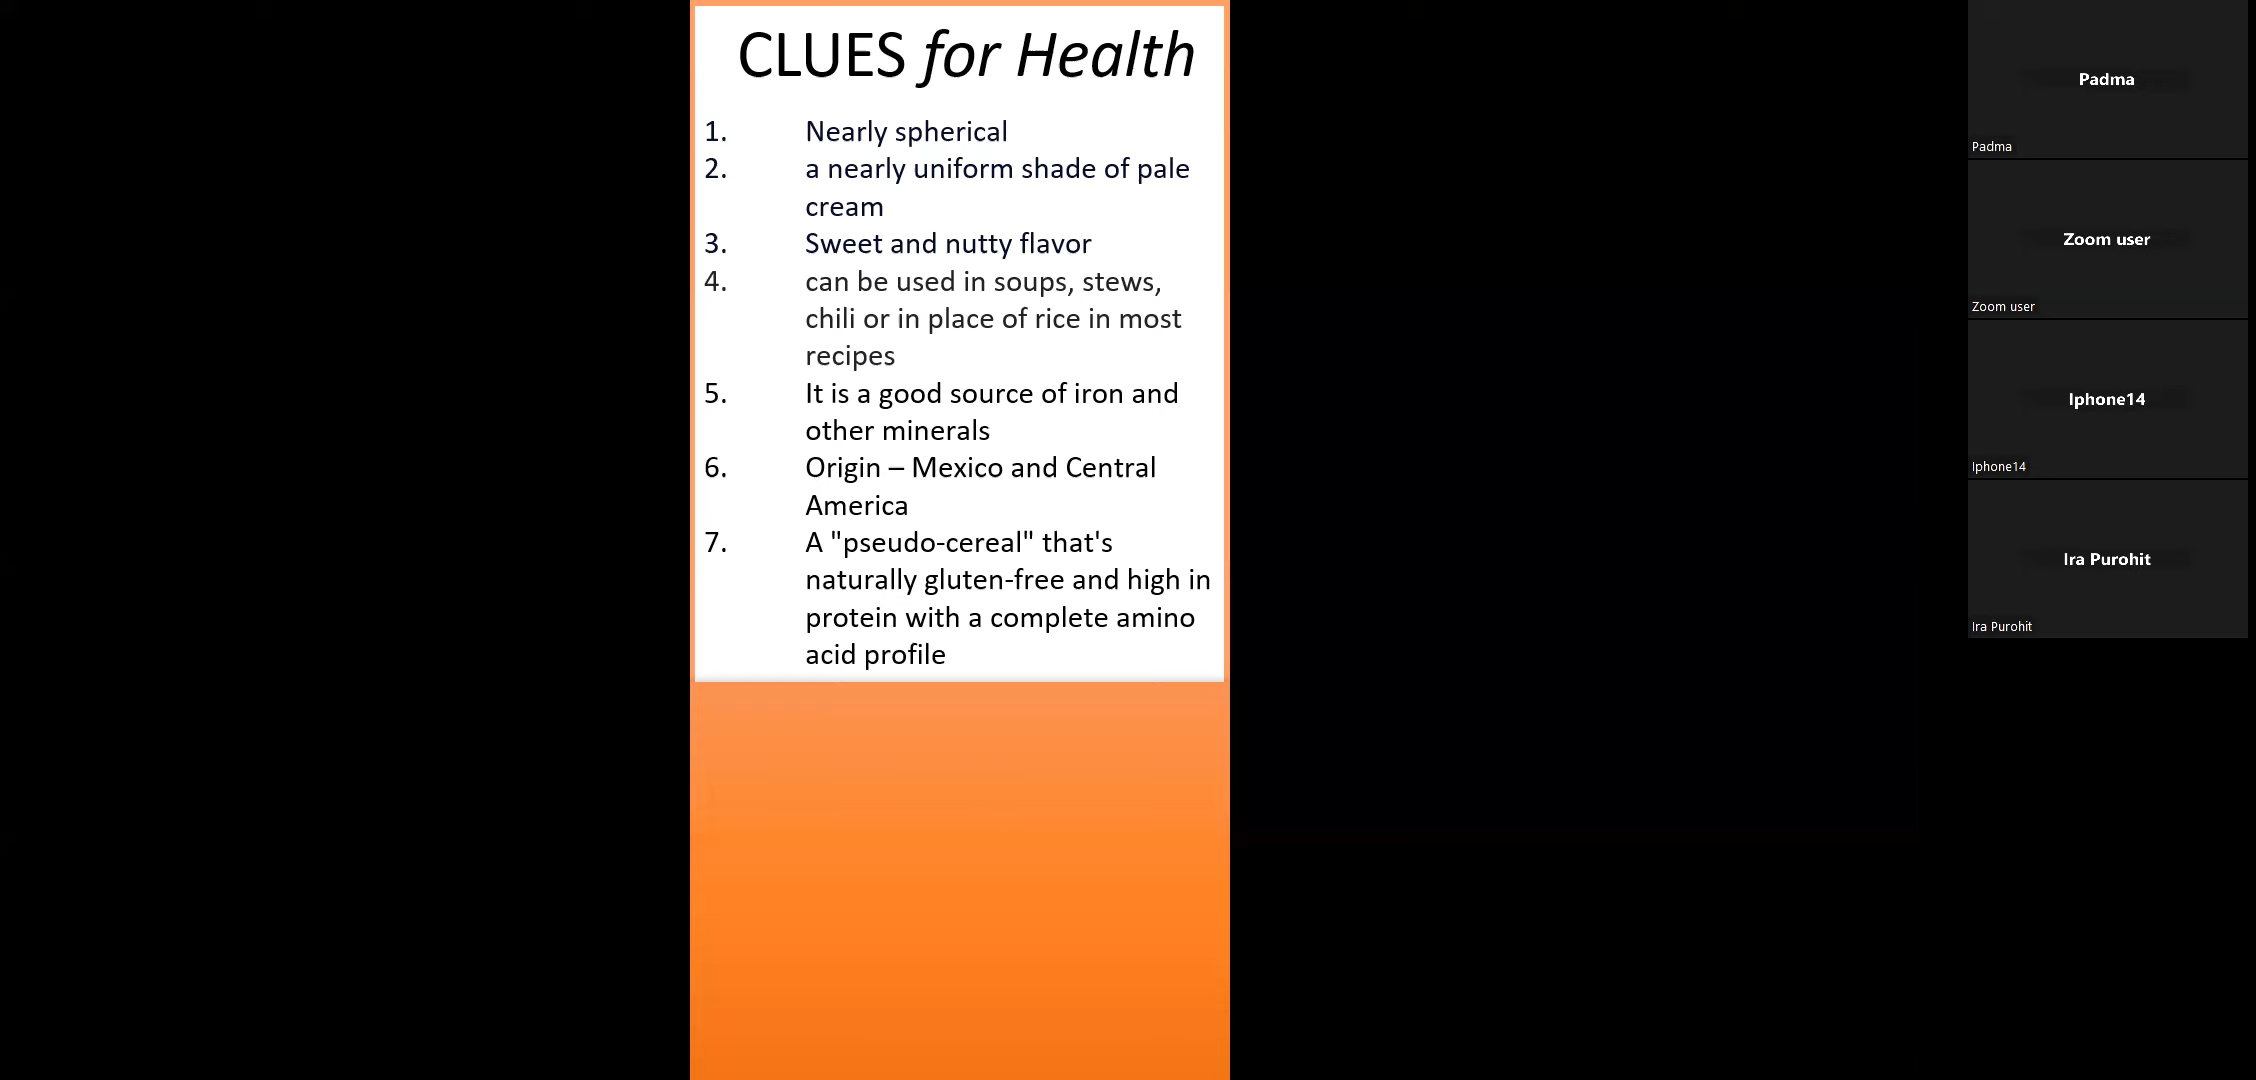 CLUES for Health
1. Nearly spherical
2. a nearly uniform shade of pale
cream
3. Sweet and nutty flavor
4. can be used in soups, stews,
chili or in place of rice in most
recipes
5. It is a good source of iron and
other minerals
6. Origin – Mexico and Central
America
7. A "pseudo-cereal" that's
naturally gluten-free and high in
protein with a complete amino
acid profile
Padma
Padma
Zoom user
Zoom user
Iphone14
Iphone14
Ira Purohit
Ira Purohit